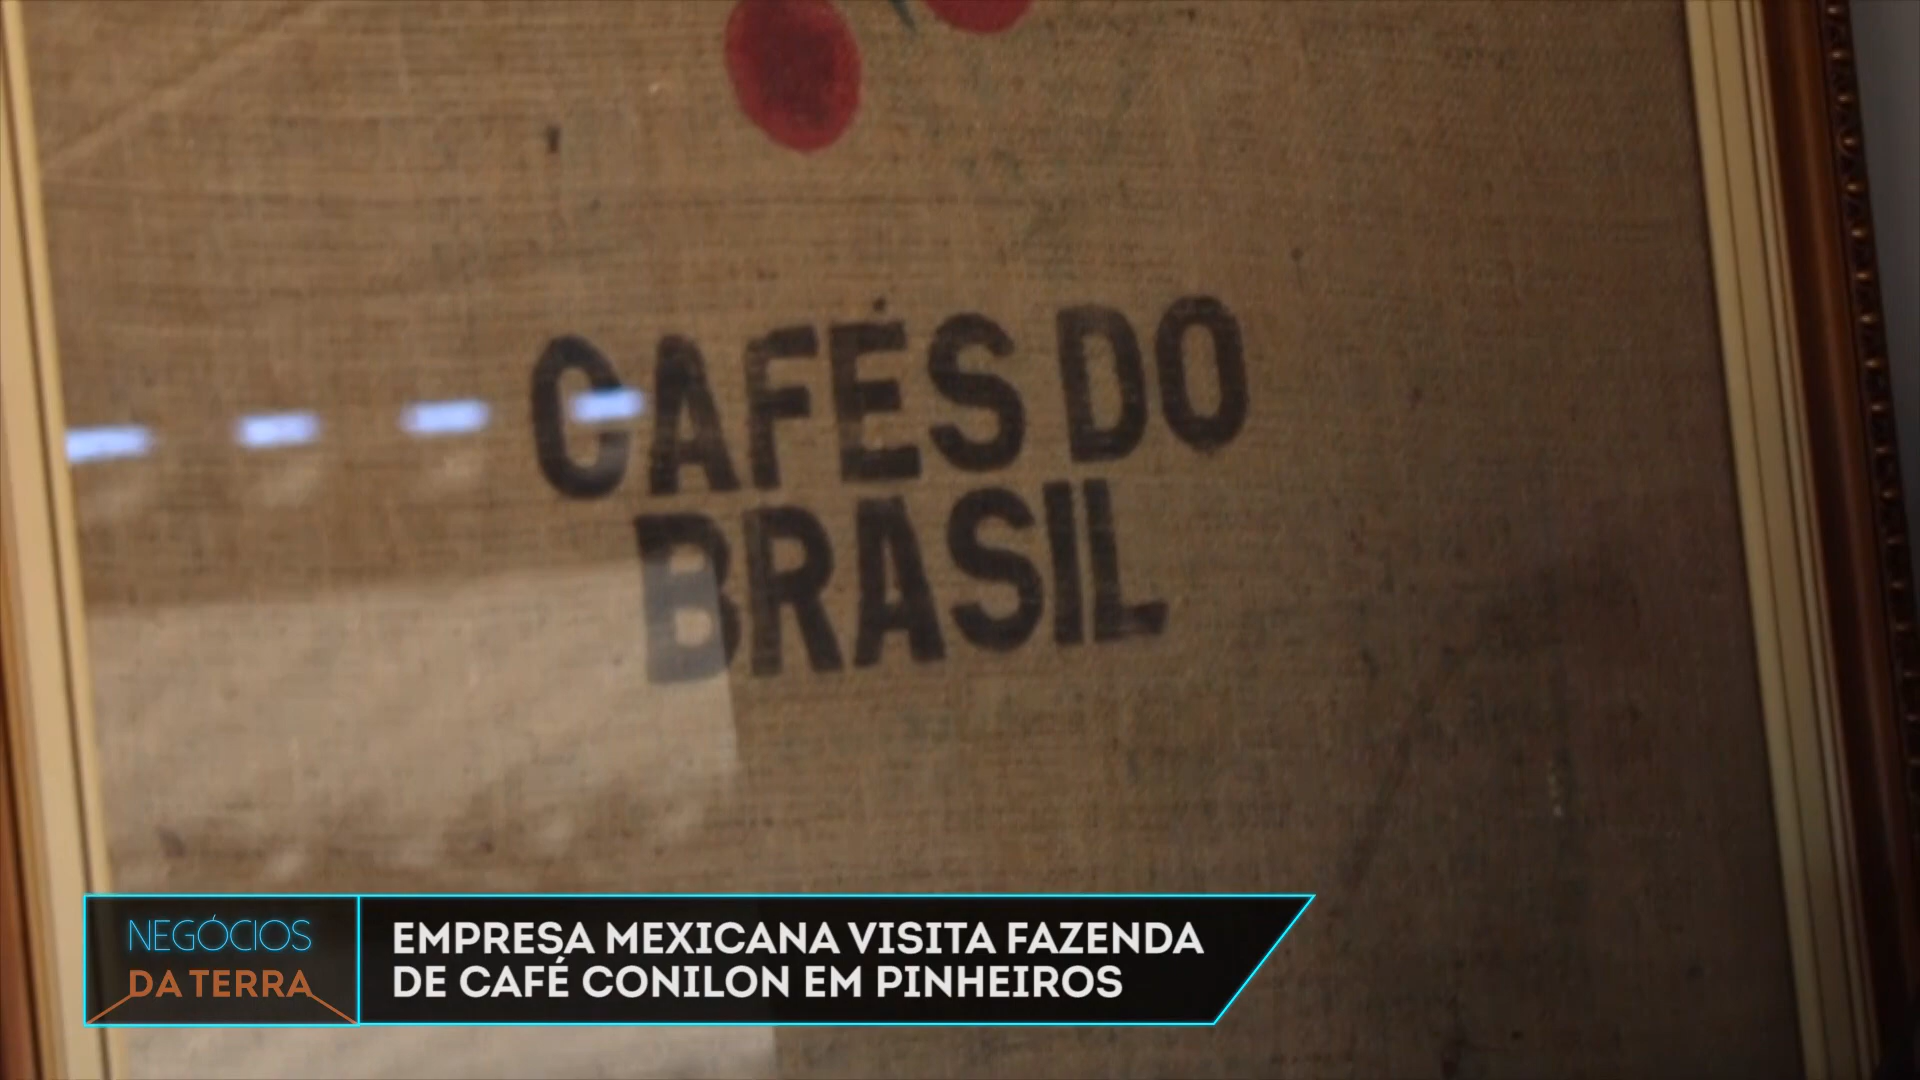 CAFÉS DO
BRASIL
NEGÓCIOS
DA TERRA
EMPRESA MEXICANA VISITA FAZENDA
DE CAFÉ CONILON EM PINHEIROS